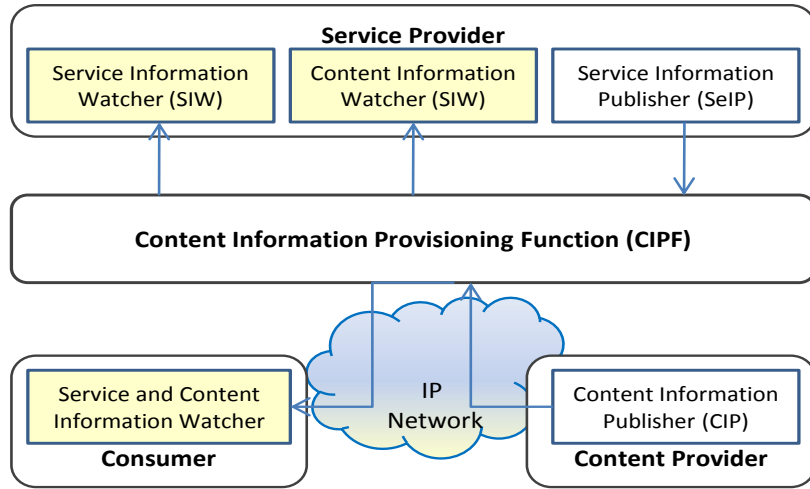 Service Provider
Service Information
Watcher (SIW)
Content Information
Watcher (SIW)
Service Information
Publisher (SeIP)
Content Information Provisioning Function (CIPF)
IP
Network
Service and Content
Information Watcher
Consumer
Content Information
Publisher (CIP)
Content Provider